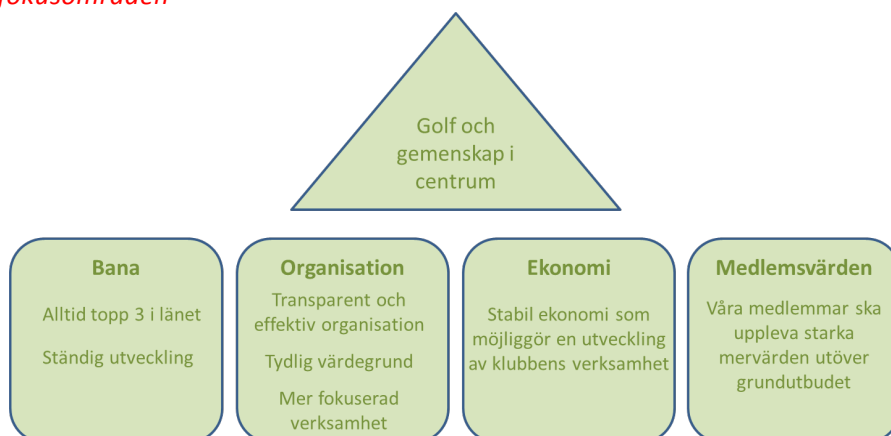 fokusområden
Golf och
gemenskap i
centrum
Bana
Alltid topp 3 i länet
Ständig utveckling
Organisation
Transparent och
effektiv organisation
Tydlig värdegrund
Mer fokuserad
verksamhet
Ekonomi
Stabil ekonomi som
möjliggör en utveckling
av klubbens verksamhet
Medlemsvärden
Våra medlemmar ska
uppleva starka
mervärden utöver
grundutbudet